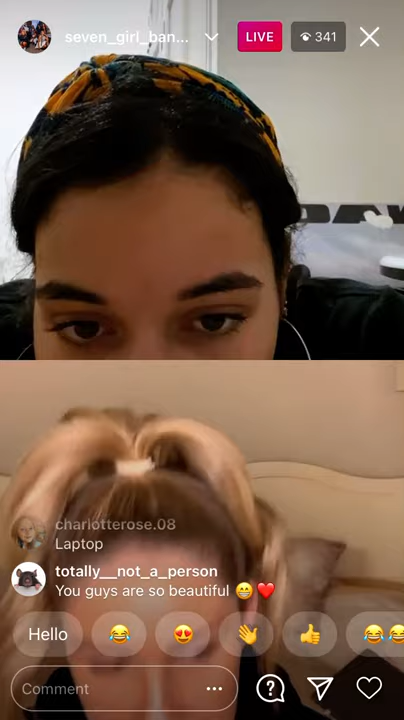 seven_girl_ban...
LIVE
341
charlotterose.08
Laptop
totally__not_a_person
You guys are so beautiful 😁❤️
Hello 😂 😍 👋 👍 😂😂
Comment